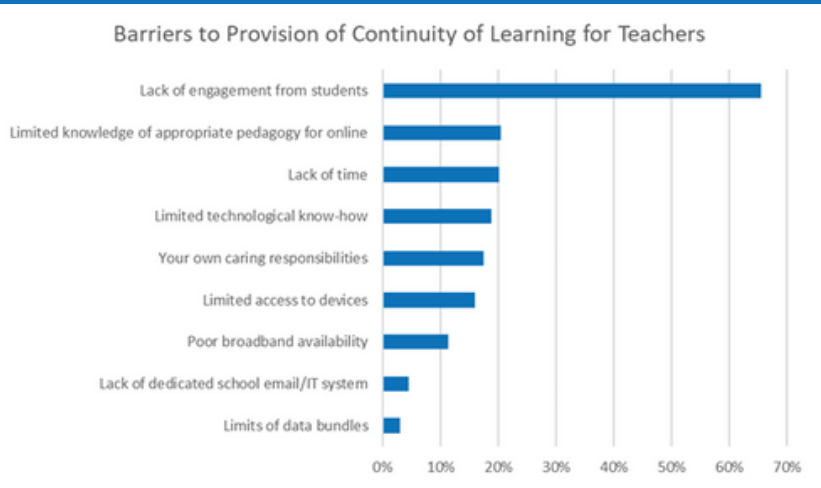 Barriers to Provision of Continuity of Learning for Teachers
Lack of engagement from students
Limited knowledge of appropriate pedagogy for online
Lack of time
Limited technological know-how
Your own caring responsibilities
Limited access to devices
Poor broadband availability
Lack of dedicated school email/IT system
Limits of data bundles
0% 10% 20% 30% 40% 50% 60% 70%